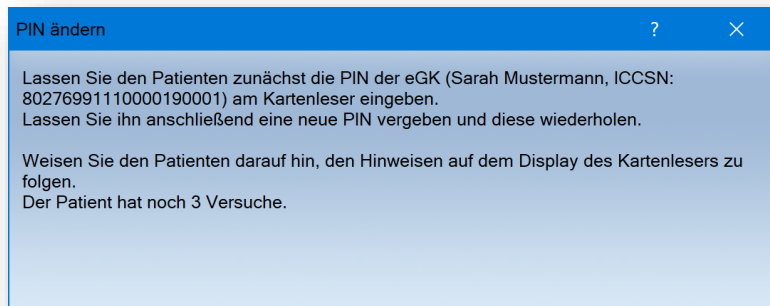 PIN ändern
Lassen Sie den Patienten zunächst die PIN der eGK (Sarah Mustermann, ICCSN:
80276991110000190001) am Kartenleser eingeben.
Lassen Sie ihn anschließend eine neue PIN vergeben und diese wiederholen.
Weisen Sie den Patienten darauf hin, den Hinweisen auf dem Display des Kartenlesers zu
folgen.
Der Patient hat noch 3 Versuche.